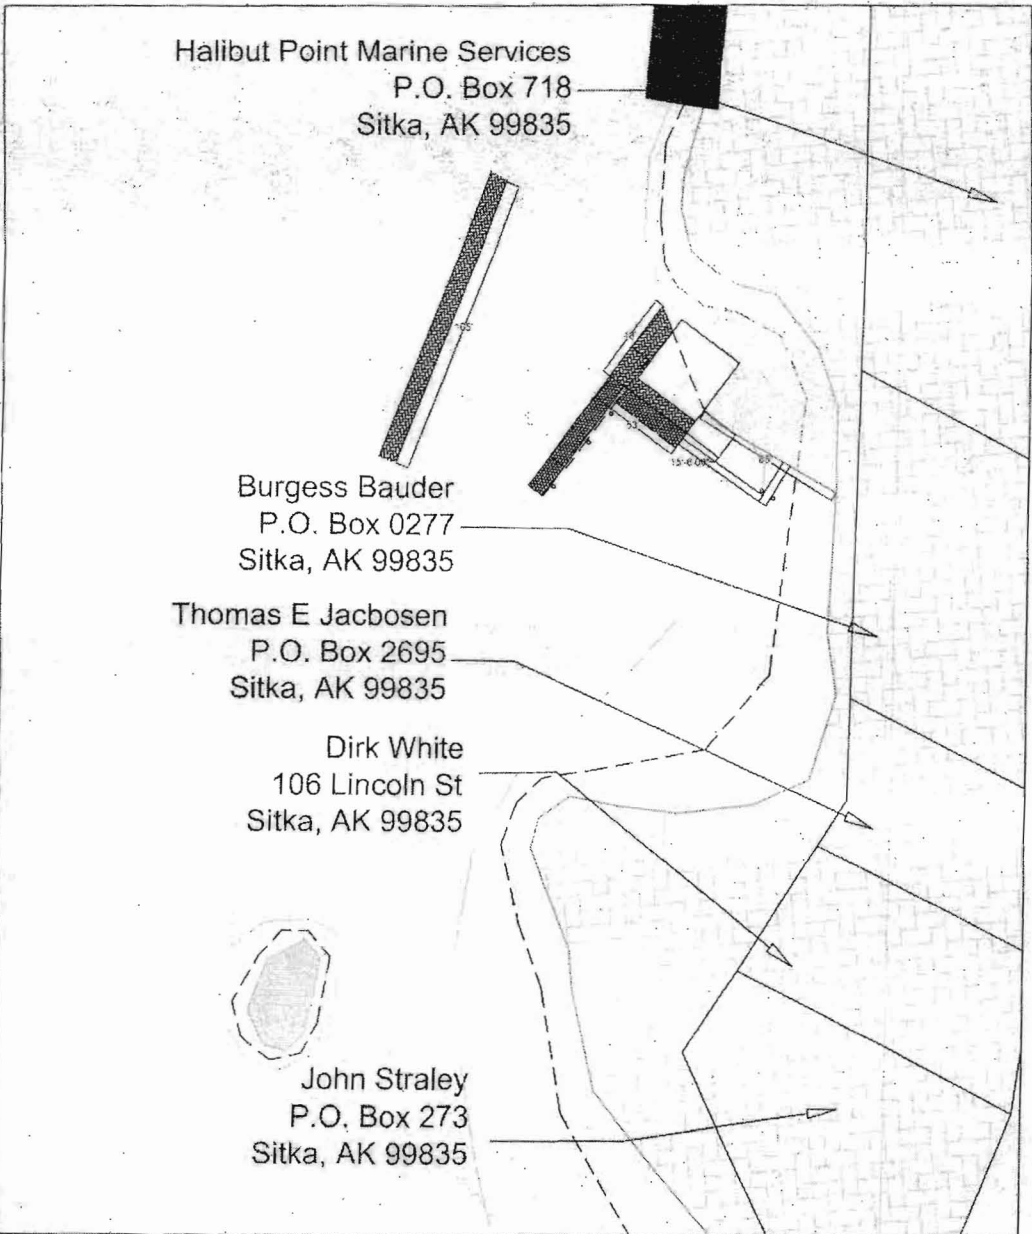 Halibut Point Marine Services
P.O. Box 718
Sitka, AK 99835
Burgess Bauder
P.O. Box 0277
Sitka, AK 99835
Thomas E Jacbosen
P.O. Box 2695
Sitka, AK 99835
Dirk White
106 Lincoln St
Sitka, AK 99835
John Straley
P.O. Box 273
Sitka, AK 99835